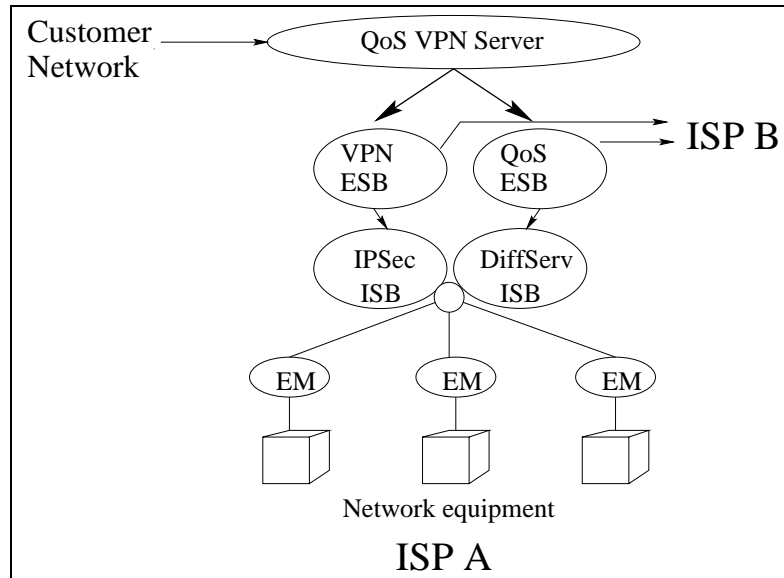 Customer
Network
QoS VPN Server
ISP B
VPN
ESB
QoS
ESB
IPSec
ISB
DiffServ
ISB
EM
EM
EM
Network equipment
ISP A